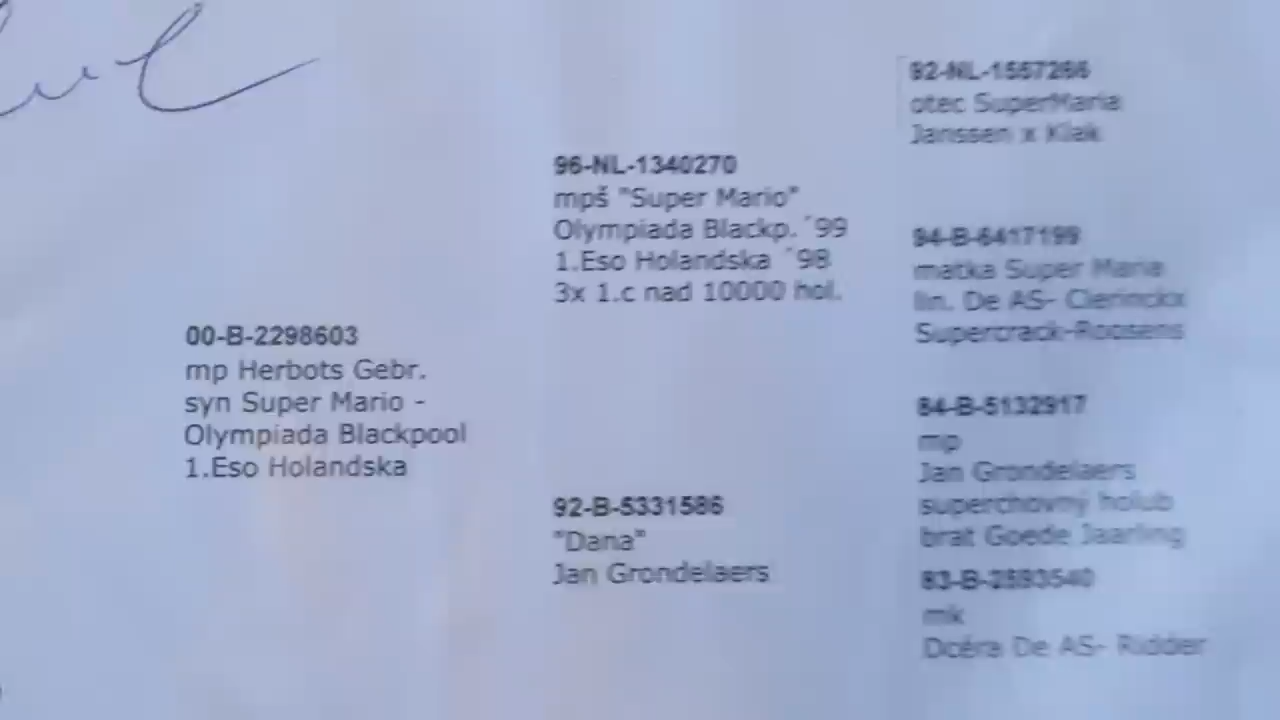 00-B-2298603
mp Herbots Gebr.
syn Super Mario -
Olympiada Blackpool
1.Eso Holandska
96-NL-1340270
mpš "Super Mario"
Olympiada Blackp. ´99
1.Eso Holandska ´98
3x 1.c nad 10000 hol.
92-B-5331586
"Dana"
Jan Grondelaers
92-NL-1557266
otec SuperMaria
Janssen x Klak
94-B-6417199
matka Super Maria
lin. De AS- Clerinckx
Supercrack-Roosens
84-B-5132917
mp
Jan Grondelaers
superchovný holub
brat Goede Jaarling
83-B-2593540
mk
Dcéra De AS- Ridder